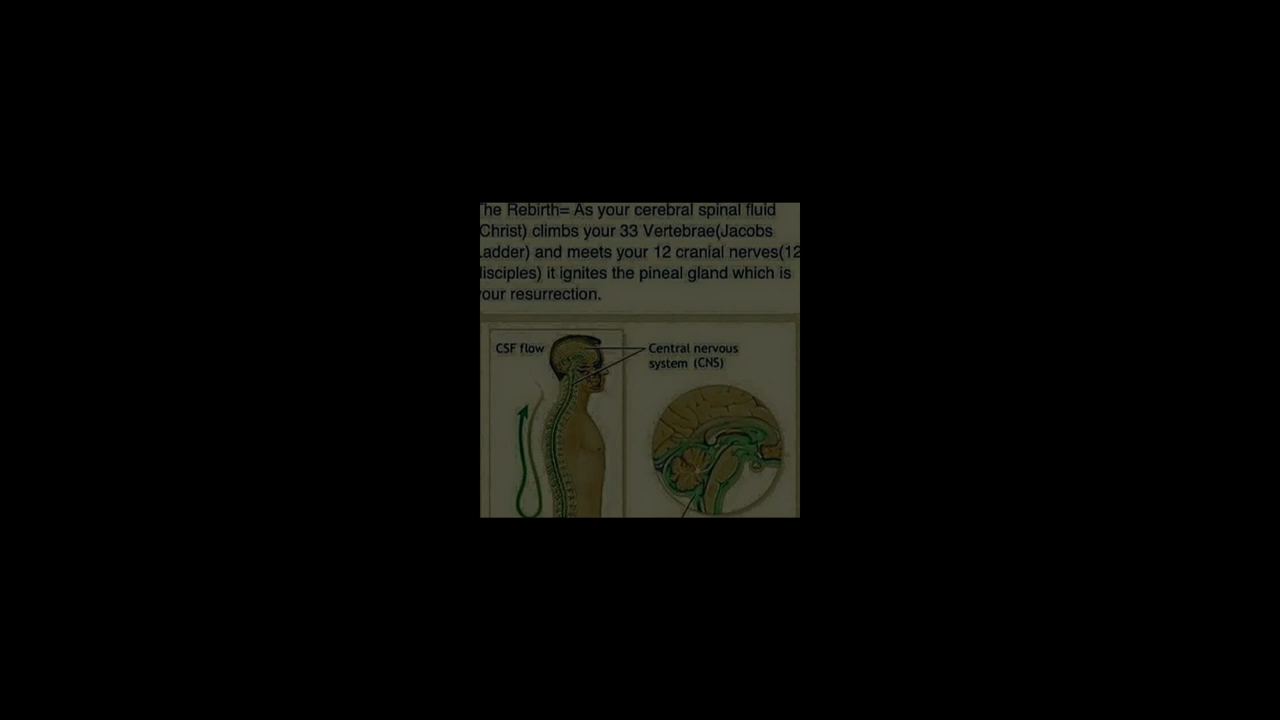 he Rebirth= As your cerebral spinal fluid
Christ) climbs your 33 Vertebrae(Jacobs
adder) and meets your 12 cranial nerves(12
isciples) it ignites the pineal gland which is
our resurrection.
CSF flow
Central nervous
system (CNS)